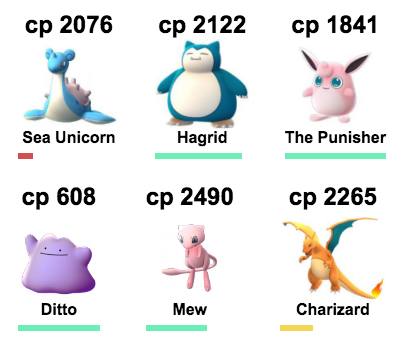 cp 2076 cp 2122 cp 1841
Sea Unicorn Hagrid The Punisher
cp 608 cp 2490 cp 2265
Ditto Mew Charizard